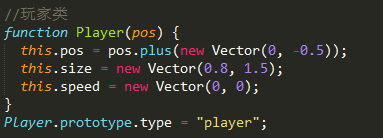 //玩家类
function Player(pos) {
  this.pos = pos.plus(new Vector(0, -0.5));
  this.size = new Vector(0.8, 1.5);
  this.speed = new Vector(0, 0);
}
Player.prototype.type = "player";